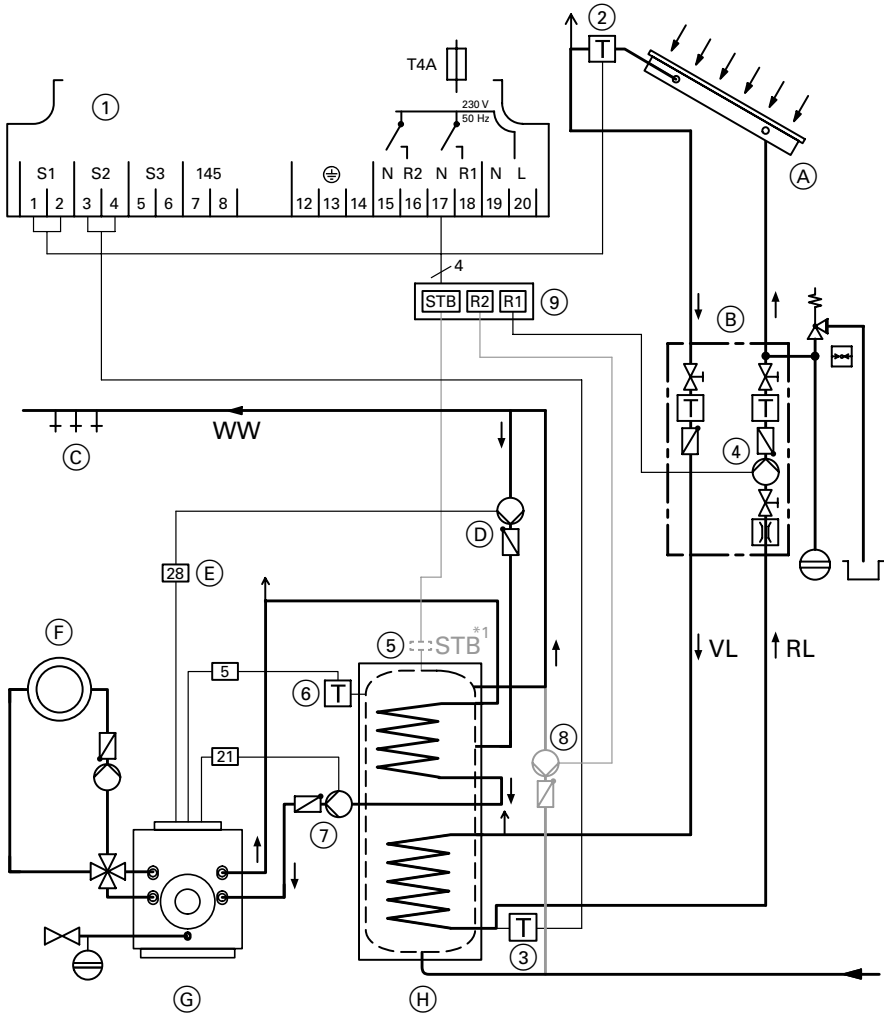 2
T
T4A
A
1
230 V
50 Hz
S1 S2 S3 145 N R2 N R1 N L
1 2 3 4 5 6 7 8 12 13 14 15 16 17 18 19 20
4
STB R2 R1 9
B
T T
4
WW
C
D
28 E
F
5 STB*1
VL RL
5
6 T
8
21
7
T
3
G H